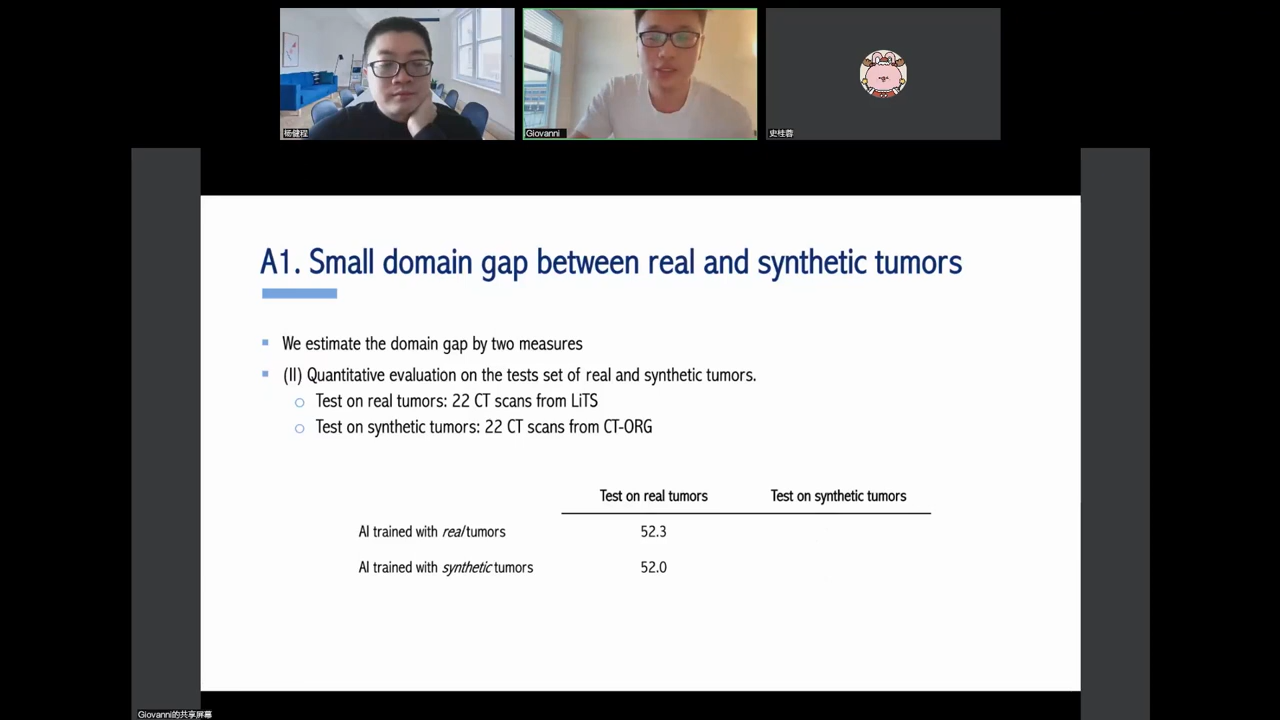 杨健程
Giovanni
史桂蓉
A1. Small domain gap between real and synthetic tumors
We estimate the domain gap by two measures
(II) Quantitative evaluation on the tests set of real and synthetic tumors.
Test on real tumors: 22 CT scans from LiTS
Test on synthetic tumors: 22 CT scans from CT-ORG
Test on real tumors Test on synthetic tumors
AI trained with real tumors 52.3
AI trained with synthetic tumors 52.0
Giovanni的共享屏幕